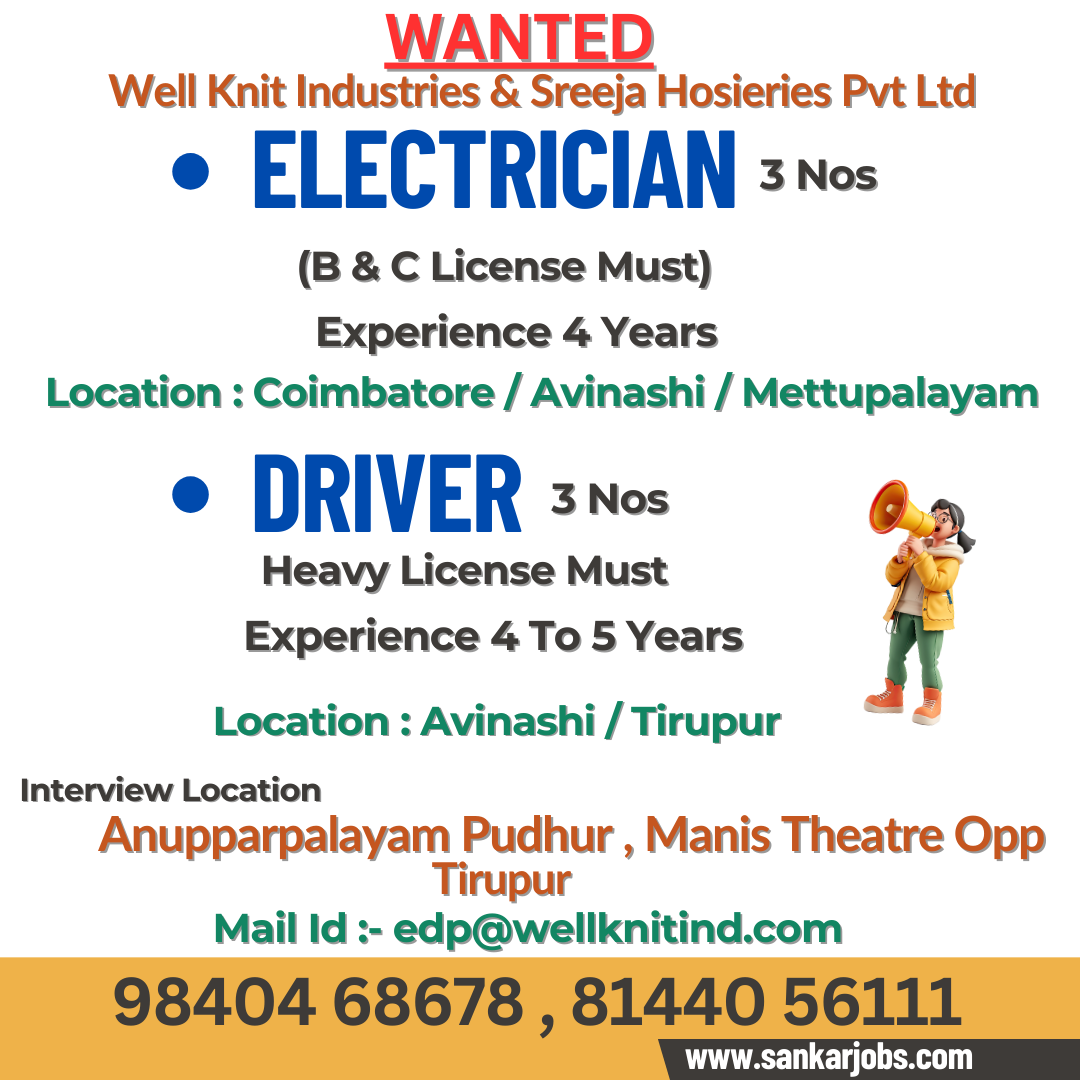 WANTED
Well Knit Industries & Sreeja Hosieries Pvt Ltd
• ELECTRICIAN 3 Nos
(B & C License Must)
Experience 4 Years
Location : Coimbatore / Avinashi / Mettupalayam
• DRIVER 3 Nos
Heavy License Must
Experience 4 To 5 Years
Location : Avinashi / Tirupur
Interview Location
Anupparpalayam Pudhur , Manis Theatre Opp
Tirupur
Mail Id :- edp@wellknitind.com
98404 68678 , 81440 56111
www.sankarjobs.com